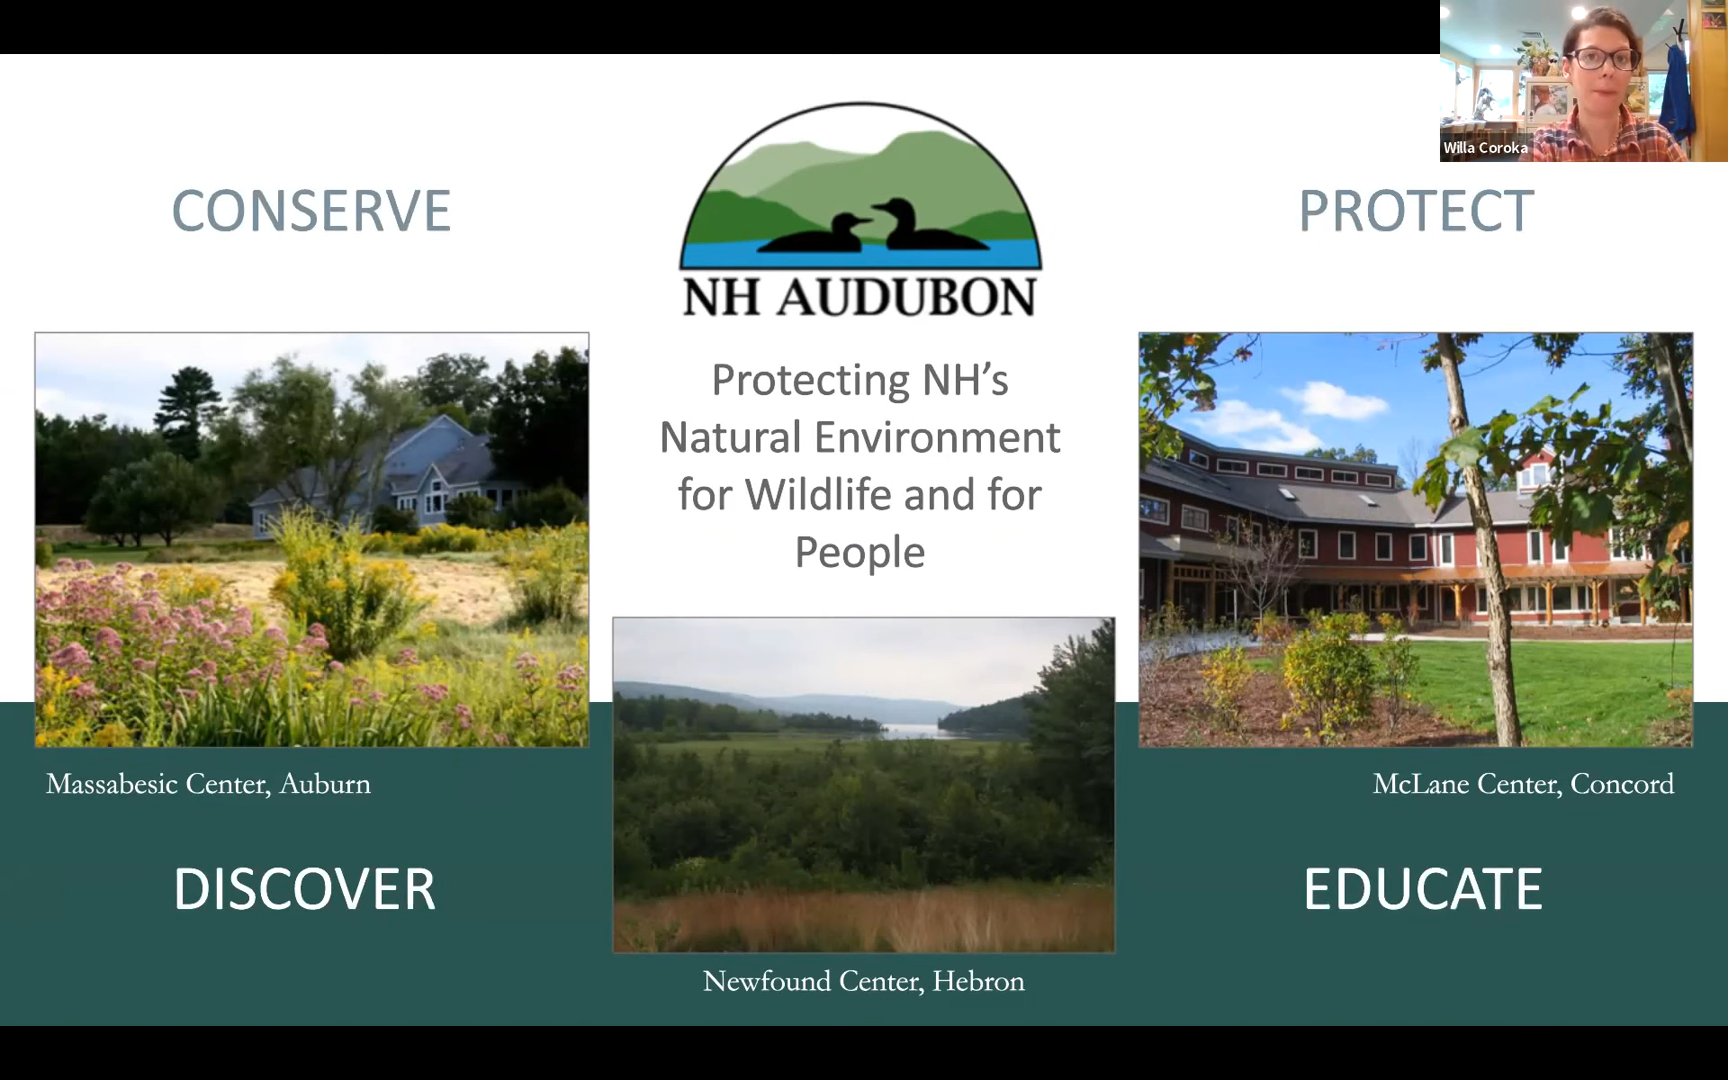 Willa Coroka
CONSERVE
PROTECT
NH AUDUBON
Protecting NH’s
Natural Environment
for Wildlife and for
People
Massabesic Center, Auburn
McLane Center, Concord
DISCOVER
EDUCATE
Newfound Center, Hebron